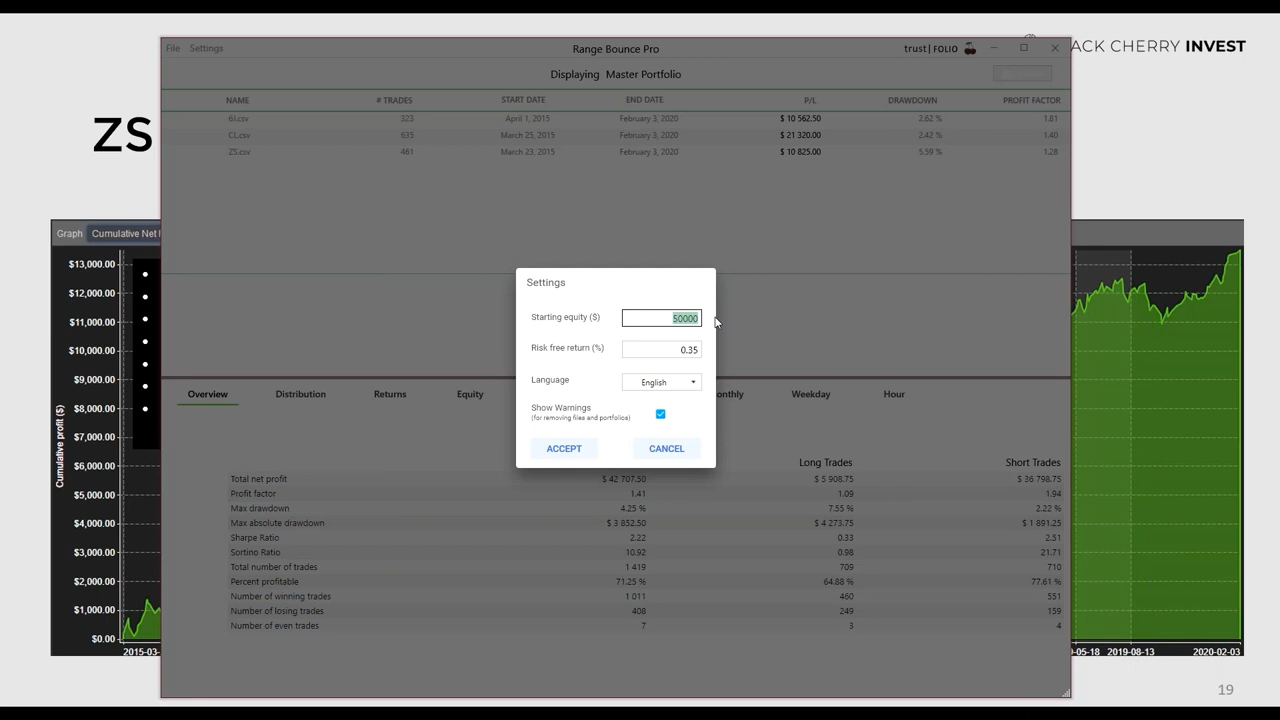 File Settings Range Bounce Pro trust|FOLIO
ACK CHERRY INVEST
Displaying Master Portfolio
NAME # TRADES START DATE END DATE P/L DRAWDOWN PROFIT FACTOR
6J.csv 323 April 1, 2015 February 3, 2020 $ 10 562.50 2.62 % 1.81
CL.csv 635 March 25, 2015 February 3, 2020 $ 21 320.00 2.42 % 1.40
ZS.csv 461 March 23, 2015 February 3, 2020 $ 10 825.00 5.59 % 1.28
ZS
Graph Cumulative Net
Settings
Starting equity ($) 50000
Risk free return (%) 0.35
Language English
Show Warnings
(for removing files and portfolios)
ACCEPT CANCEL
Overview Distribution Returns Equity onthly Weekday Hour
Long Trades Short Trades
Total net profit $ 42 707.50 $ 5 908.75 $ 36 798.75
Profit factor 1.41 1.09 1.94
Max drawdown 4.25 % 7.55 % 2.22 %
Max absolute drawdown $ 3 852.50 $ 4 273.75 $ 1 891.25
Sharpe Ratio 2.22 0.33 2.51
Sortino Ratio 10.92 0.98 21.71
Total number of trades 1 419 709 710
Percent profitable 71.25 % 64.88 % 77.61 %
Number of winning trades 1 011 460 551
Number of losing trades 408 249 159
Number of even trades 7 3 4
Cumulative profit ($)
$13,000.00
$12,000.00
$11,000.00
$10,000.00
$9,000.00
$8,000.00
$7,000.00
$6,000.00
$5,000.00
$4,000.00
$3,000.00
$2,000.00
$1,000.00
$0.00
2015-03- 0-05-18 2019-08-13 2020-02-03
19